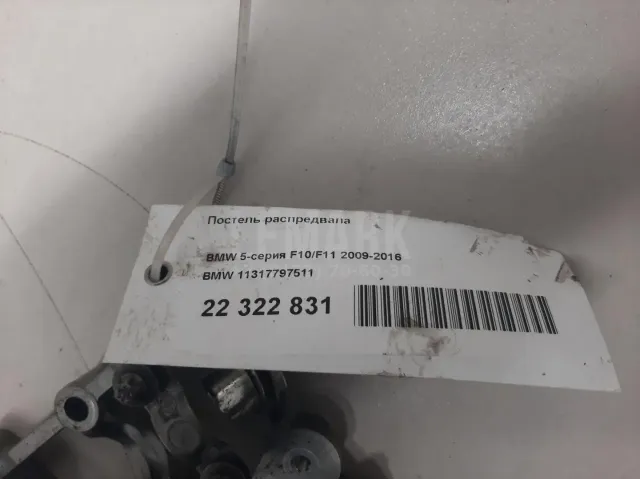 Постель распредвала
BMW 5-серия F10/F11 2009-2016
BMW 11317797511
22 322 831